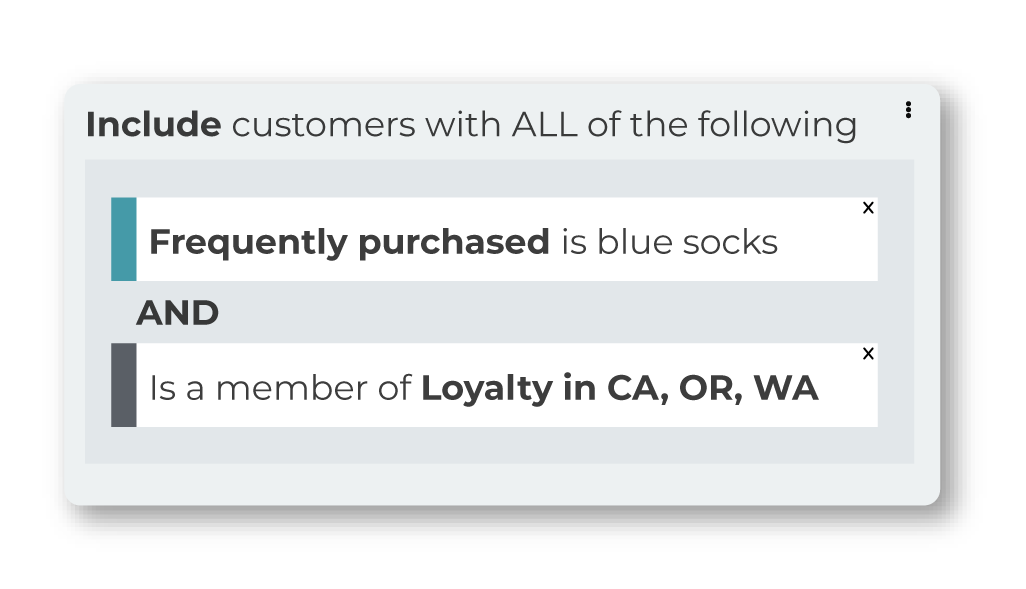 Include customers with ALL of the following
x
Frequently purchased is blue socks
AND
x
Is a member of Loyalty in CA, OR, WA